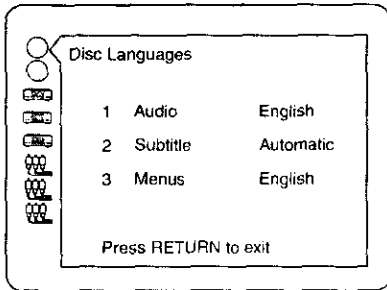 Disc Languages
1 Audio English
2 Subtitle Automatic
3 Menus English
Press RETURN to exit